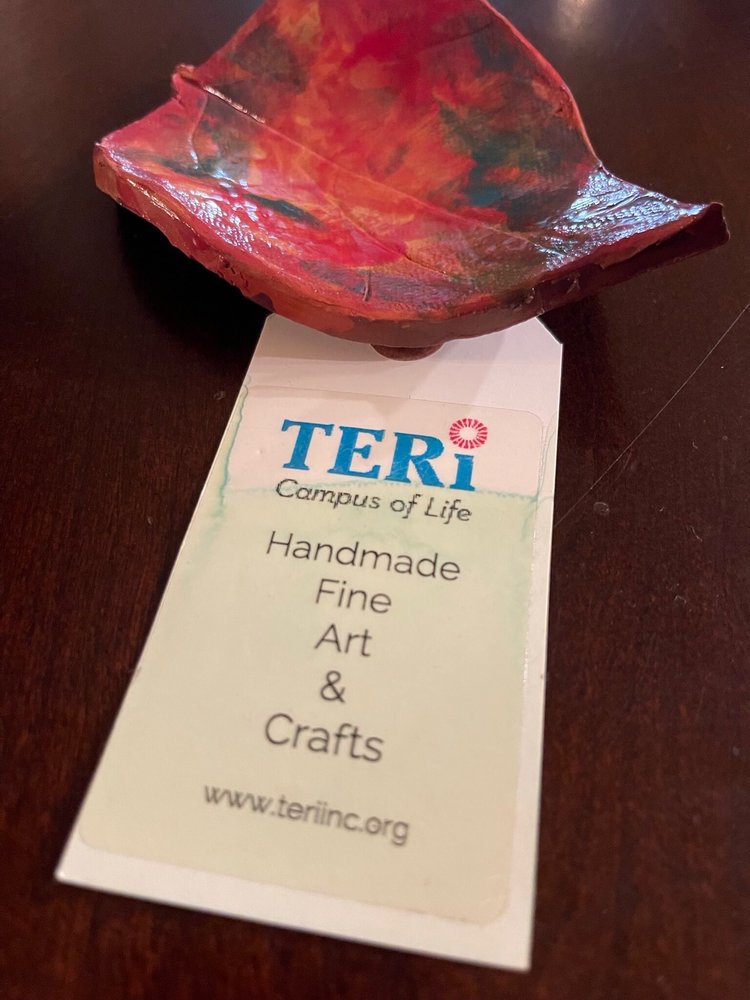 TERi
Campus of Life
Handmade
Fine
Art
&
Crafts
www.teriinc.org